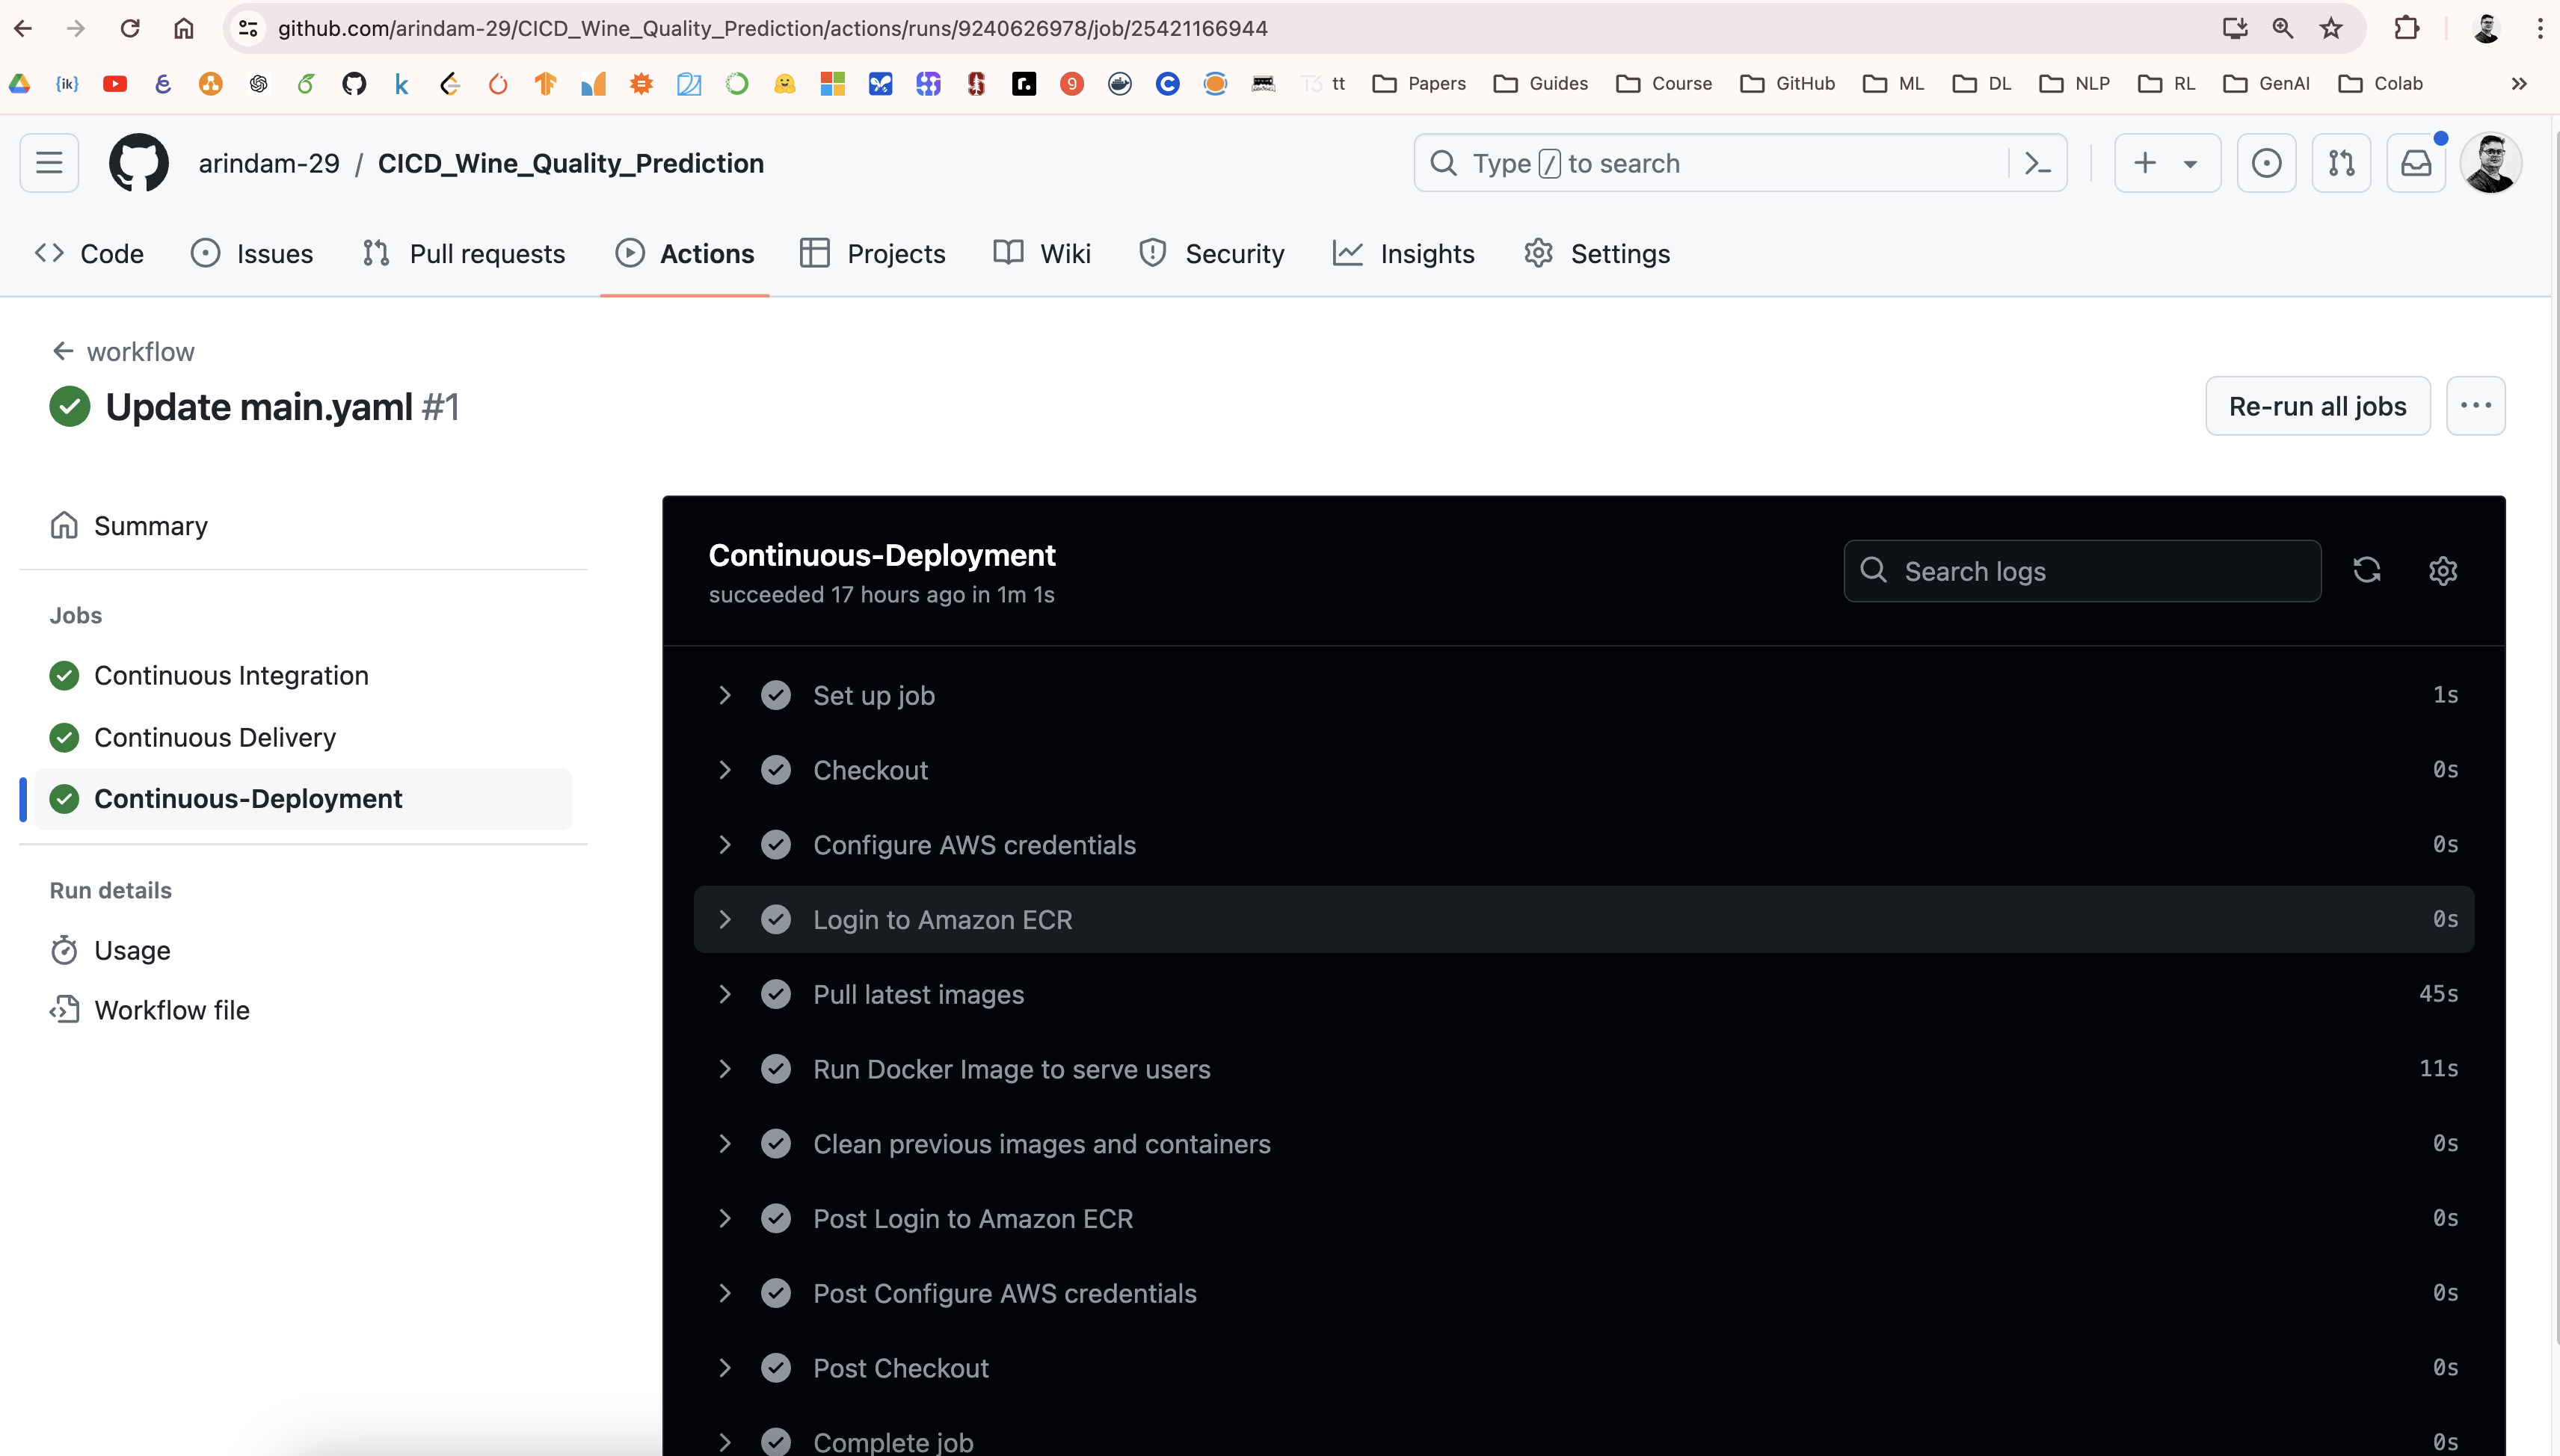 github.com/arindam-29/CICD_Wine_Quality_Prediction/actions/runs/9240626978/job/25421166944
{ik} k r. 9 C T3 tt Papers Guides Course GitHub ML DL NLP RL GenAI Colab
arindam-29 / CICD_Wine_Quality_Prediction
Type / to search
Code Issues Pull requests Actions Projects Wiki Security Insights Settings
workflow
Update main.yaml #1
Re-run all jobs
Summary
Jobs
Continuous Integration
Continuous Delivery
Continuous-Deployment
Run details
Usage
Workflow file
Continuous-Deployment
succeeded 17 hours ago in 1m 1s
Search logs
Set up job 1s
Checkout 0s
Configure AWS credentials 0s
Login to Amazon ECR 0s
Pull latest images 45s
Run Docker Image to serve users 11s
Clean previous images and containers 0s
Post Login to Amazon ECR 0s
Post Configure AWS credentials 0s
Post Checkout 0s
Complete job 0s